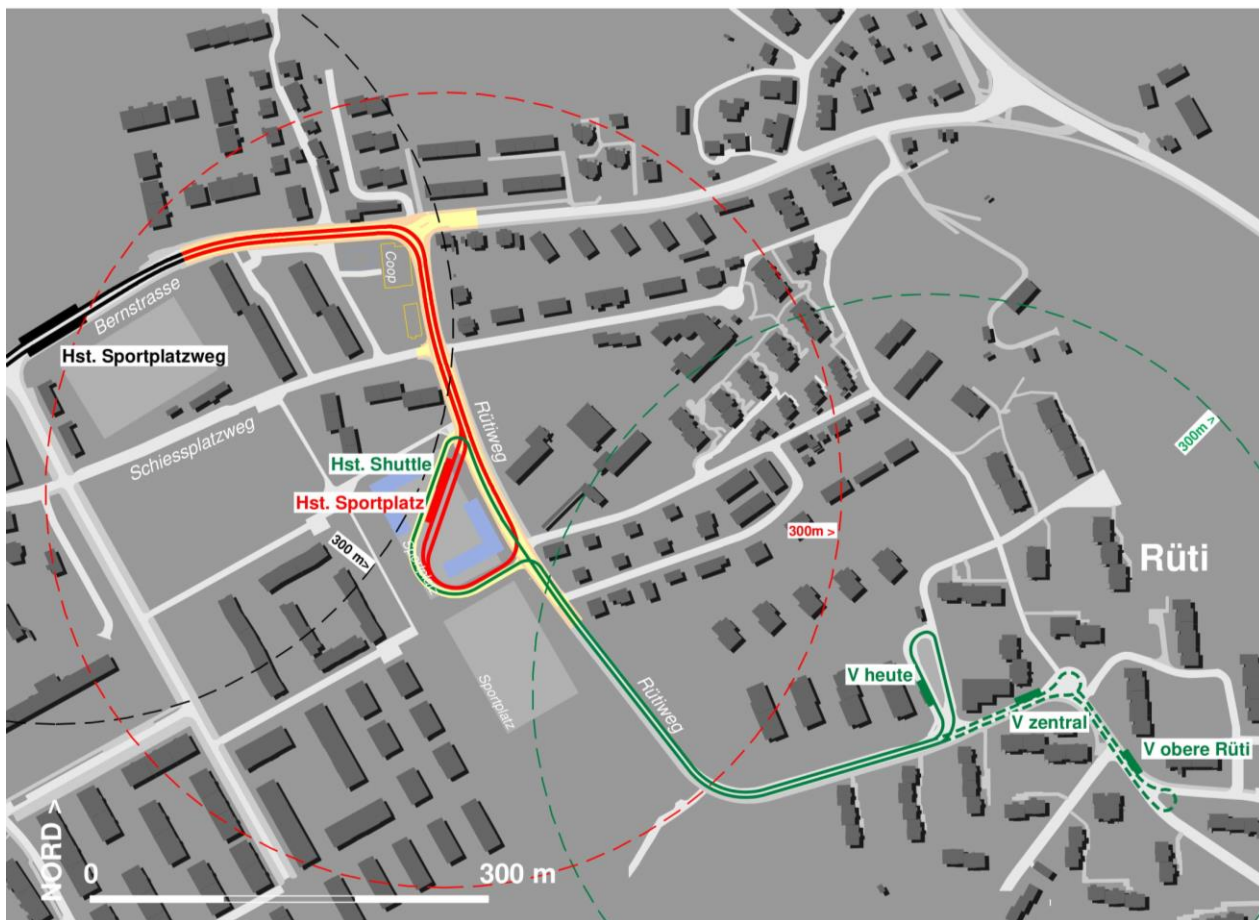 Coop
Bernstrasse
Hst. Sportplatzweg
Rütiweg
Schiessplatzweg
Hst. Shuttle
Hst. Sportplatz
300m >
300m >
300 m>
Rüti
Sportplatz
Rütiweg
V heute
V zentral
V obere Rüti
NORD >
0
300 m